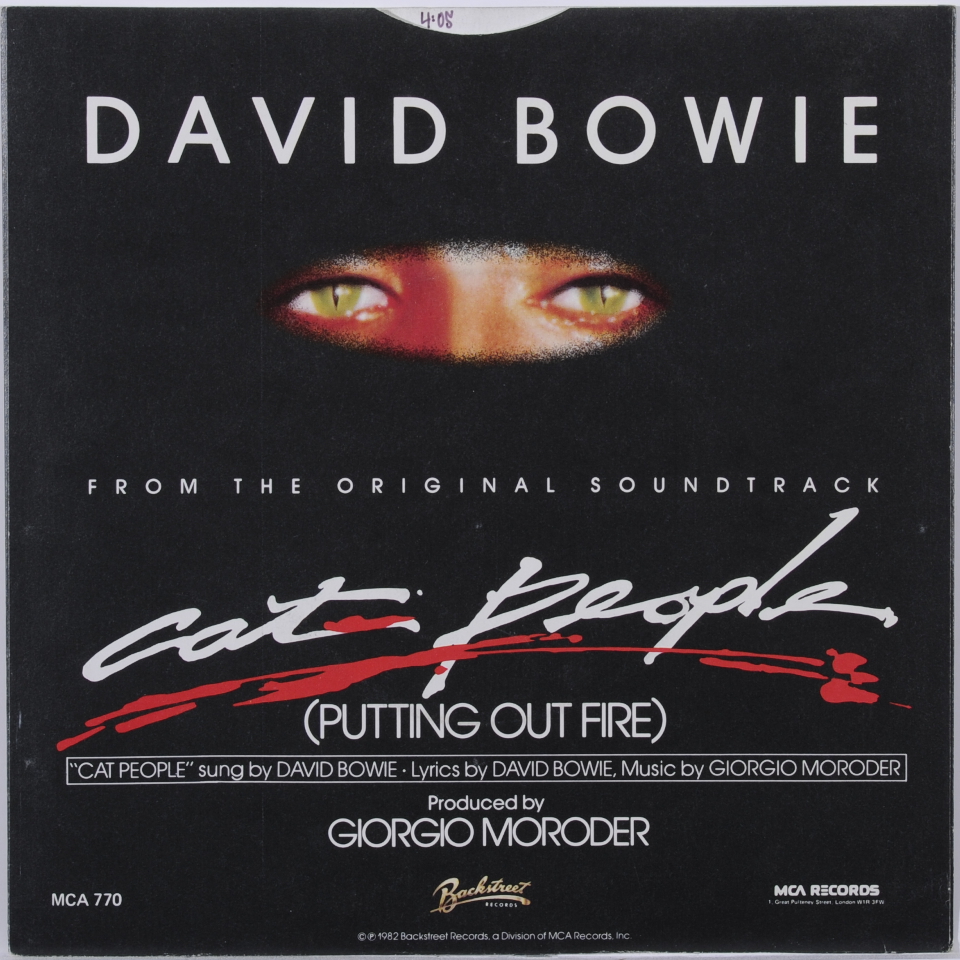 4:05
DAVID BOWIE
FROM THE ORIGINAL SOUNDTRACK
cat people
(PUTTING OUT FIRE)
"CAT PEOPLE" sung by DAVID BOWIE · Lyrics by DAVID BOWIE, Music by GIORGIO MORODER
Produced by
GIORGIO MORODER
MCA 770
Backstreet
RECORDS
MCA RECORDS
1, Great Pulteney Street, London W1R 3FW
©℗ 1982 Backstreet Records, a Division of MCA Records, Inc.